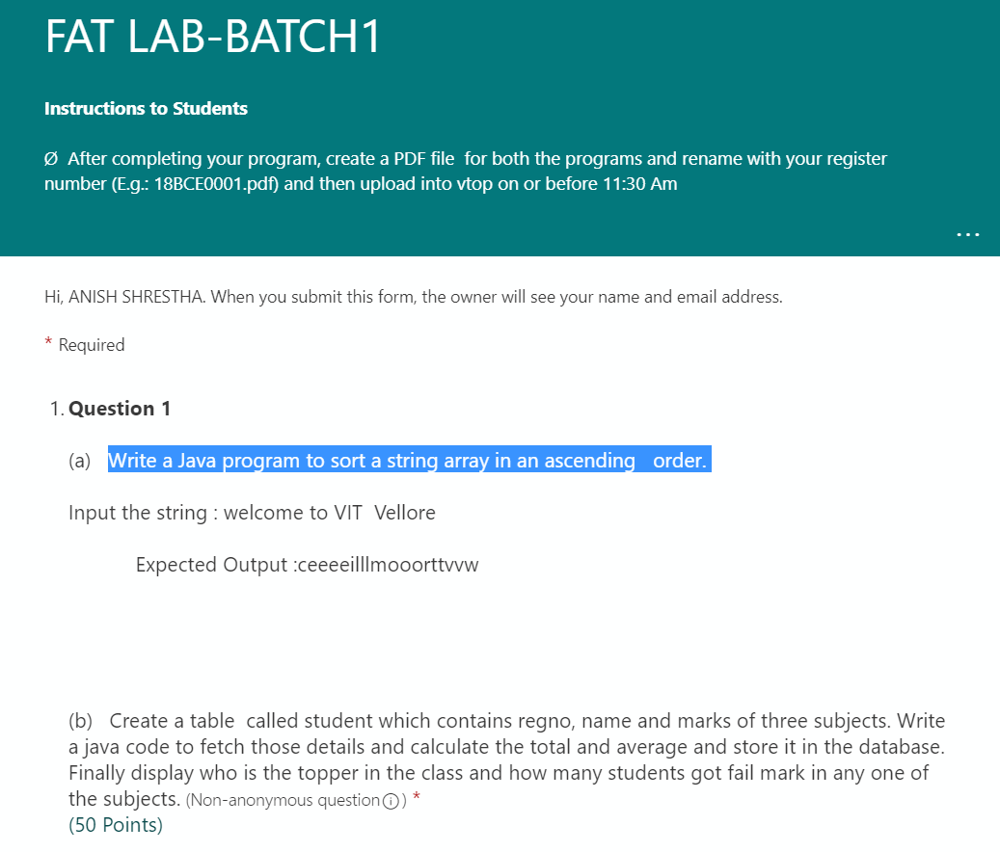 FAT LAB-BATCH1
Instructions to Students
Ø After completing your program, create a PDF file for both the programs and rename with your register
number (E.g.: 18BCE0001.pdf) and then upload into vtop on or before 11:30 Am
...
Hi, ANISH SHRESTHA. When you submit this form, the owner will see your name and email address.
* Required
1. Question 1
(a) Write a Java program to sort a string array in an ascending order.
Input the string : welcome to VIT Vellore
Expected Output :ceeeeilllmooorttvvw
(b) Create a table called student which contains regno, name and marks of three subjects. Write
a java code to fetch those details and calculate the total and average and store it in the database.
Finally display who is the topper in the class and how many students got fail mark in any one of
the subjects. (Non-anonymous question ⓘ) *
(50 Points)